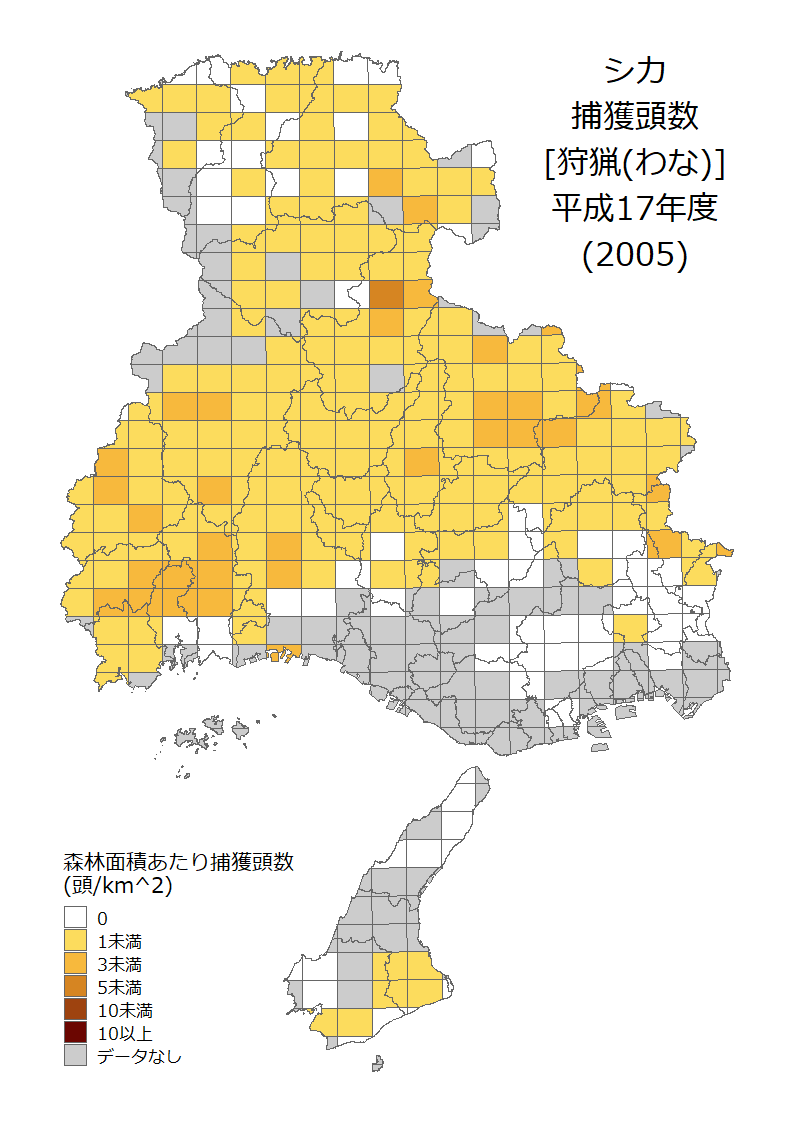 シカ
捕獲頭数
[狩猟(わな)]
平成17年度
(2005)
森林面積あたり捕獲頭数
(頭/km^2)
0
1未満
3未満
5未満
10未満
10以上
データなし